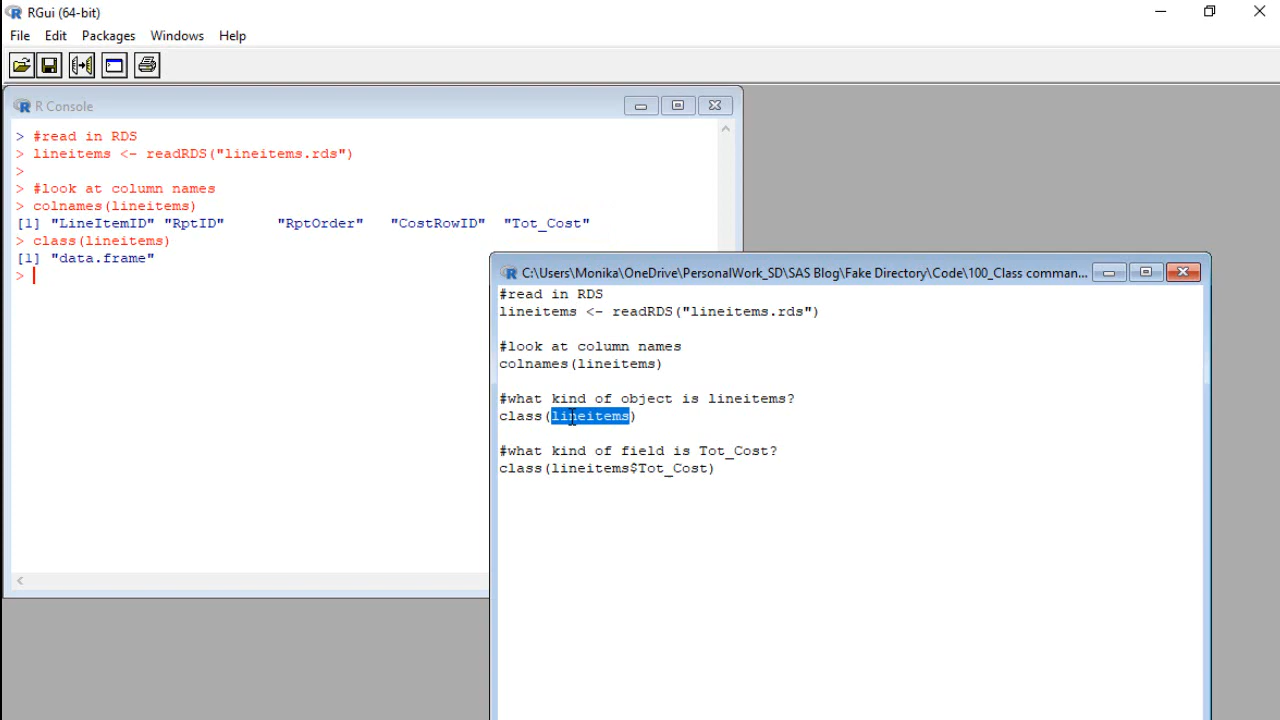 RGui (64-bit)
File Edit Packages Windows Help
R Console
> #read in RDS
> lineitems <- readRDS("lineitems.rds")
>
> #look at column names
> colnames(lineitems)
[1] "LineItemID" "RptID"      "RptOrder"   "CostRowID"  "Tot_Cost"
> class(lineitems)
[1] "data.frame"
>
C:\Users\Monika\OneDrive\PersonalWork_SD\SAS Blog\Fake Directory\Code\100_Class comman...
#read in RDS
lineitems <- readRDS("lineitems.rds")
#look at column names
colnames(lineitems)
#what kind of object is lineitems?
class(lineitems)
#what kind of field is Tot_Cost?
class(lineitems$Tot_Cost)